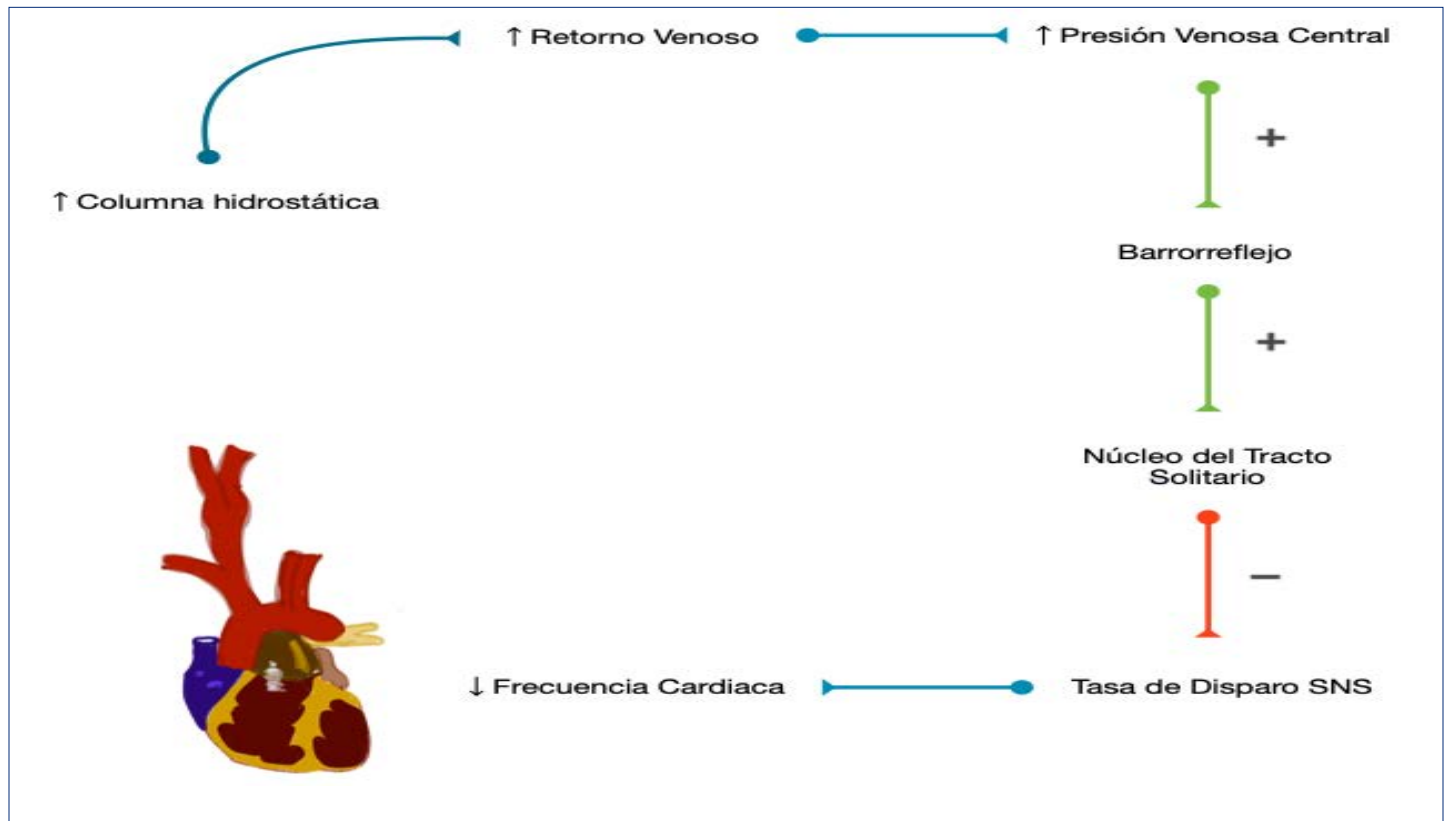 ↑ Retorno Venoso
↑ Presión Venosa Central
+
↑ Columna hidrostática
Barrorreflejo
+
Núcleo del Tracto
Solitario
−
↓ Frecuencia Cardiaca
Tasa de Disparo SNS